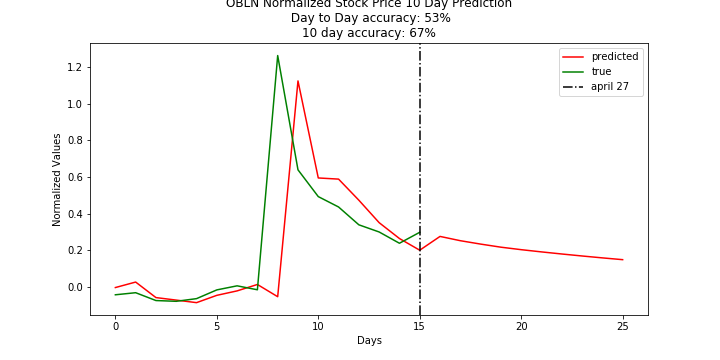 OBLN Normalized Stock Price 10 Day Prediction
Day to Day accuracy: 53%
10 day accuracy: 67%
predicted
true
april 27
Normalized Values
1.2
1.0
0.8
0.6
0.4
0.2
0.0
0
5
10
15
20
25
Days